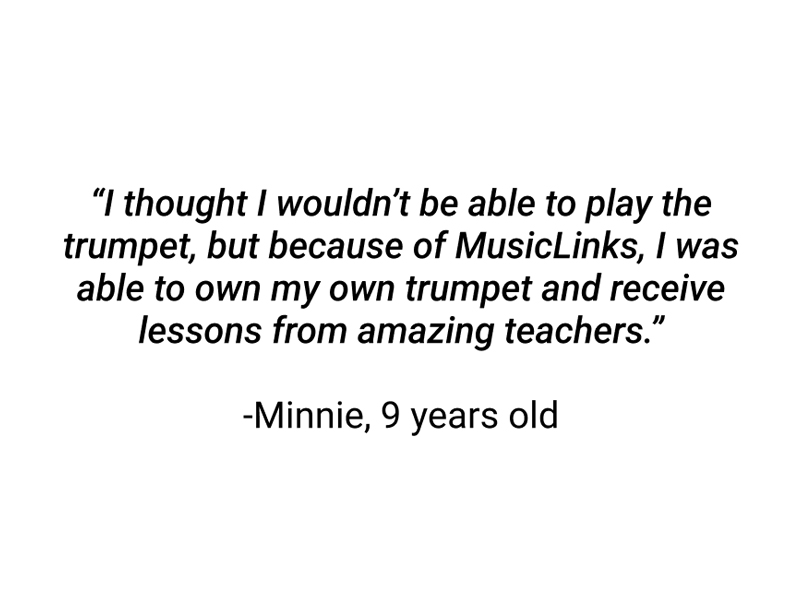 “I thought I wouldn’t be able to play the
trumpet, but because of MusicLinks, I was
able to own my own trumpet and receive
lessons from amazing teachers.”
-Minnie, 9 years old